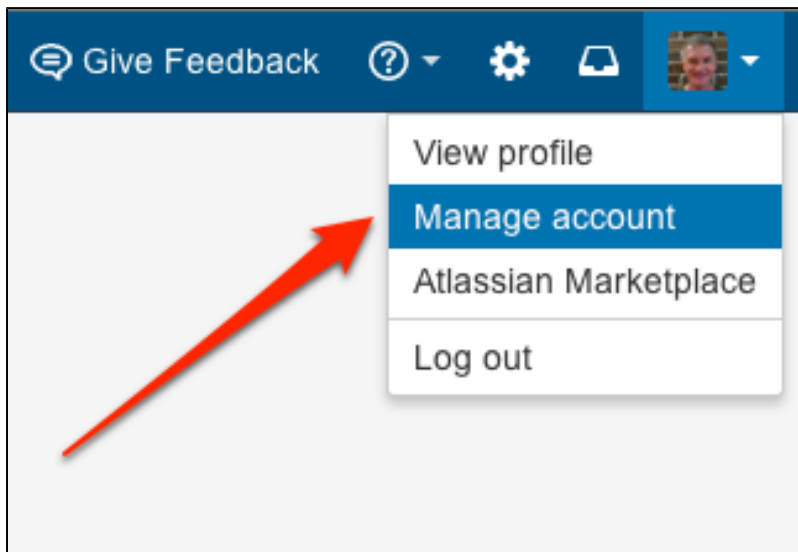 Give Feedback
View profile
Manage account
Atlassian Marketplace
Log out